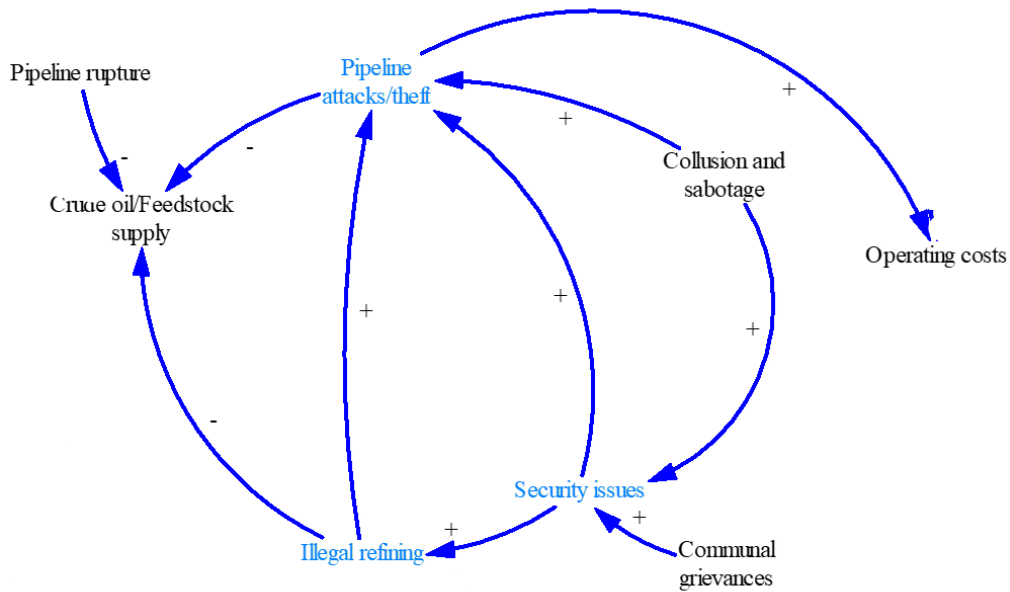 Pipeline rupture
Pipeline
attacks/theft
+
+
-
-
Collusion and
sabotage
Crude oil/Feedstock
supply
Operating costs
+
+
+
-
Security issues
+
+
Illegal refining
Communal
grievances